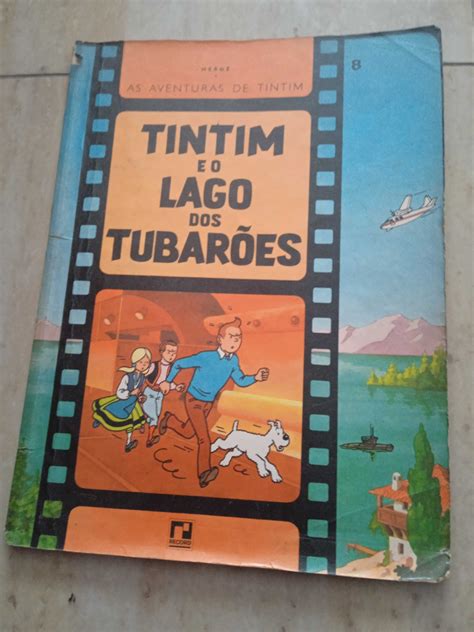 HERGÉ
8
AS AVENTURAS DE TINTIM
TINTIM
E O
LAGO
DOS
TUBARÕES
RECORD